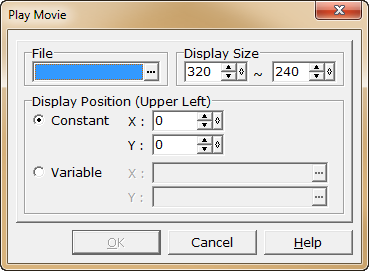 Play Movie
File
Display Size
...
320 ~ 240
Display Position (Upper Left)
Constant X : 0
Y : 0
Variable X : ...
Y : ...
OK Cancel Help